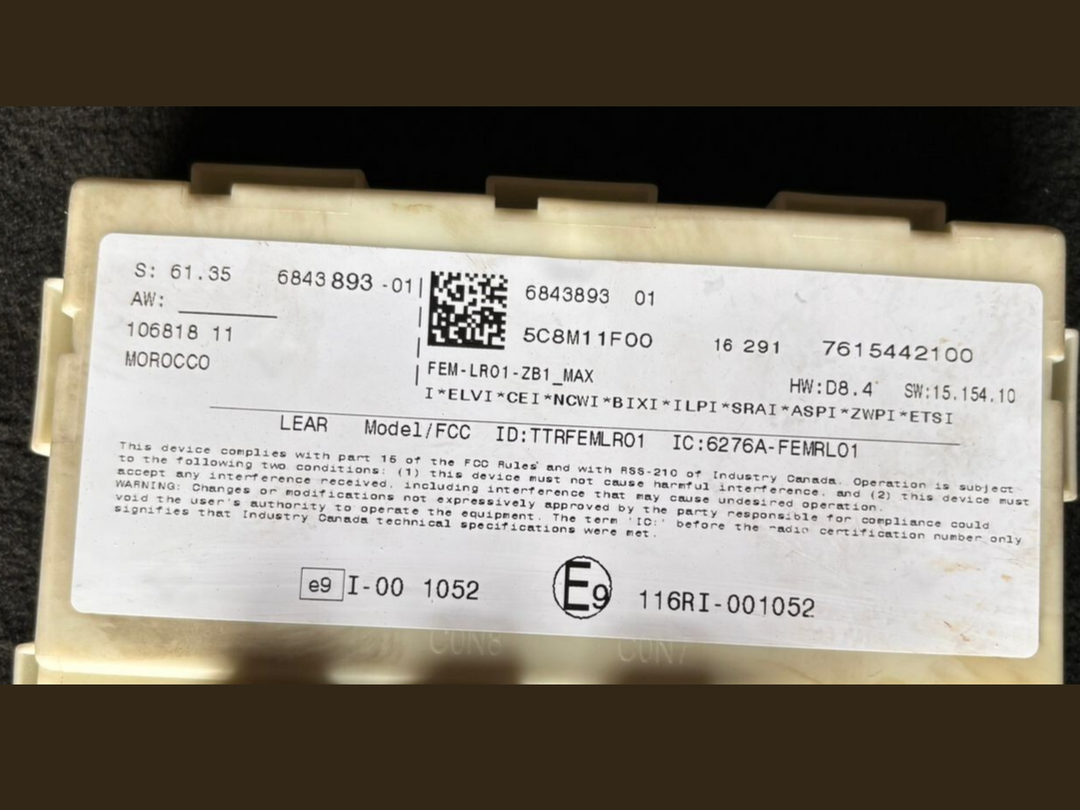 S: 61.35 6843893-01 6843893 01
AW:
106818 11 5C8M11F00 16 291 7615442100
MOROCCO FEM-LR01-ZB1_MAX HW:D8.4 SW:15.154.10
I*ELVI*CEI*NCWI*BIXI*ILPI*SRAI*ASPI*ZWPI*ETSI
LEAR Model/FCC ID:TTRFEMLR01 IC:6276A-FEMRL01
This device complies with part 15 of the FCC Rules and with RSS-210 of Industry Canada. Operation is subject
to the following two conditions: (1) this device must not cause harmful interference, and (2) this device must
accept any interference received, including interference that may cause undesired operation.
WARNING: Changes or modifications not expressively approved by the party responsible for compliance could
void the user's authority to operate the equipment. The term 'IC:' before the radio certification number only
signifies that Industry Canada technical specifications were met.
e9 I-00 1052 E9 116RI-001052
CON8 CON7